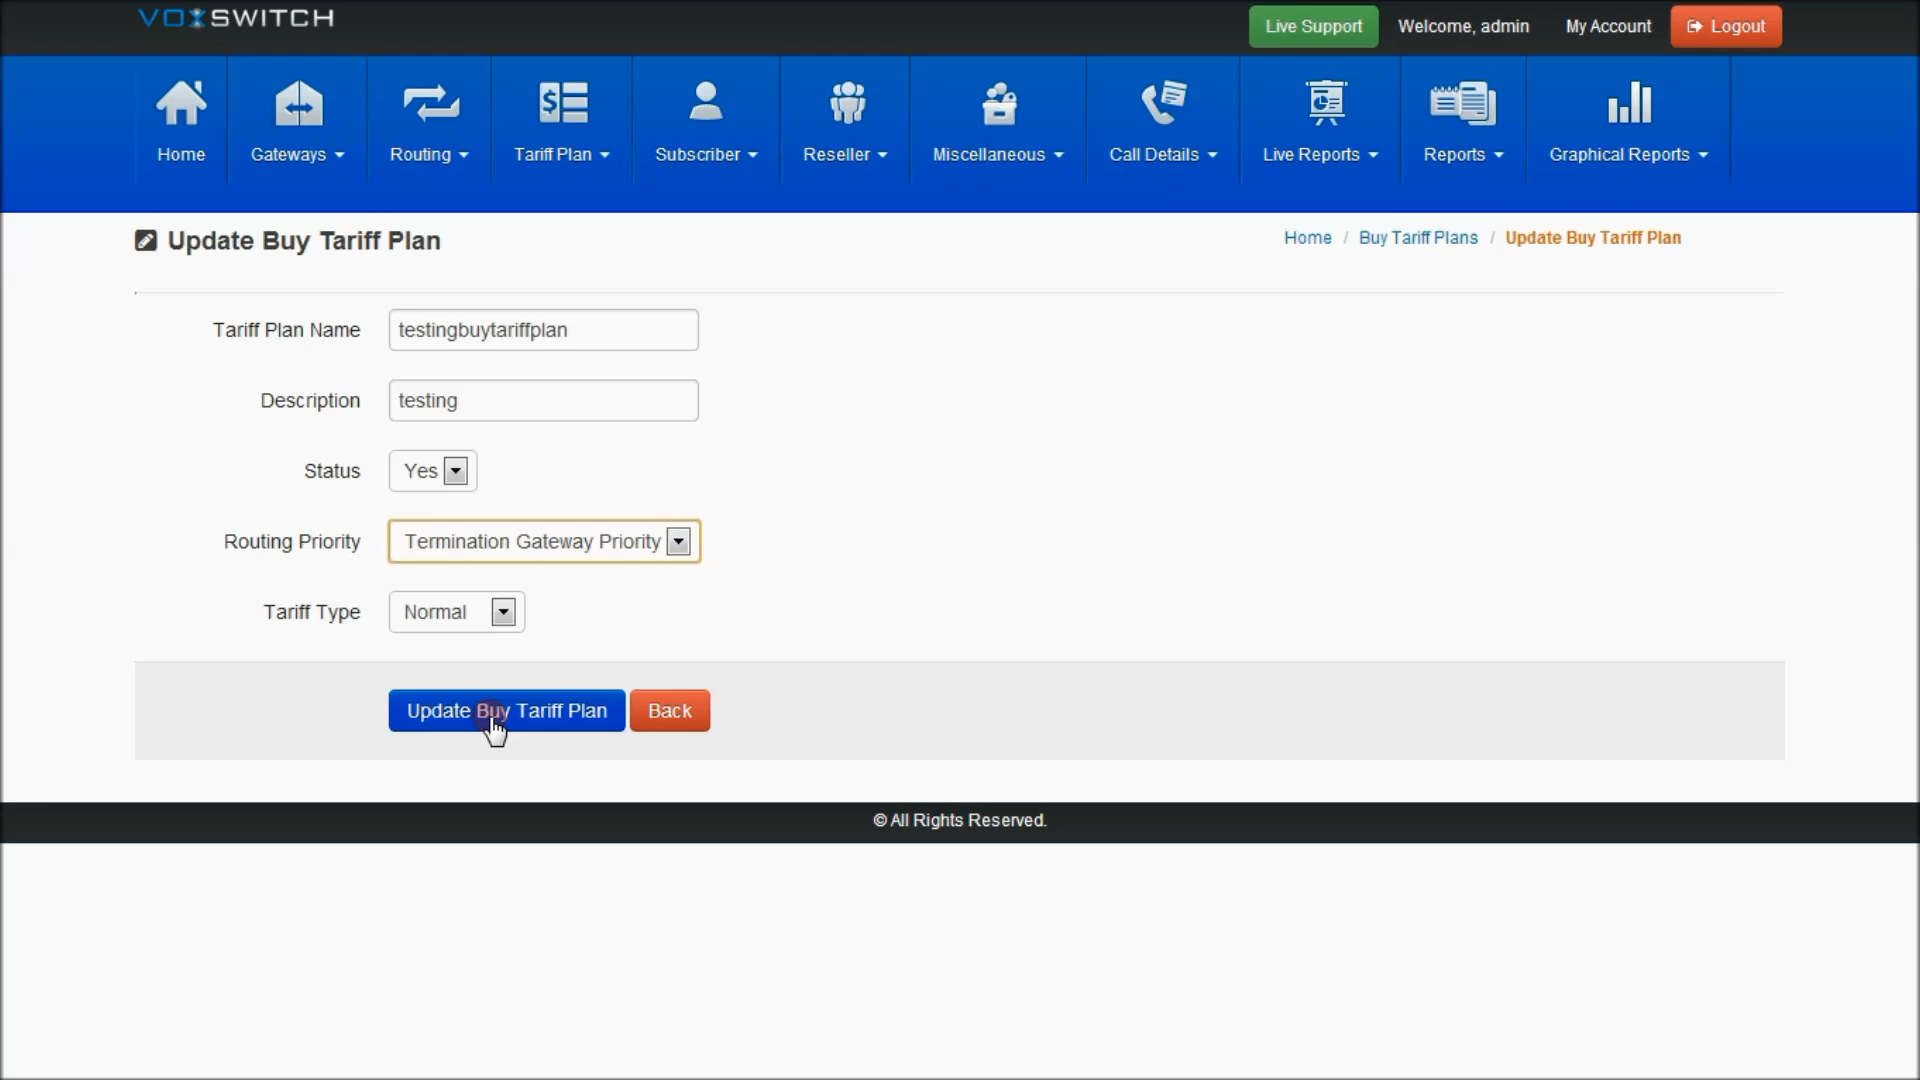 VOXSWITCH
Live Support
Welcome, admin
My Account
Logout
Home
Gateways
Routing
Tariff Plan
Subscriber
Reseller
Miscellaneous
Call Details
Live Reports
Reports
Graphical Reports
Update Buy Tariff Plan
Home / Buy Tariff Plans / Update Buy Tariff Plan
Tariff Plan Name testingbuytariffplan
Description testing
Status Yes
Routing Priority Termination Gateway Priority
Tariff Type Normal
Update Buy Tariff Plan Back
© All Rights Reserved.